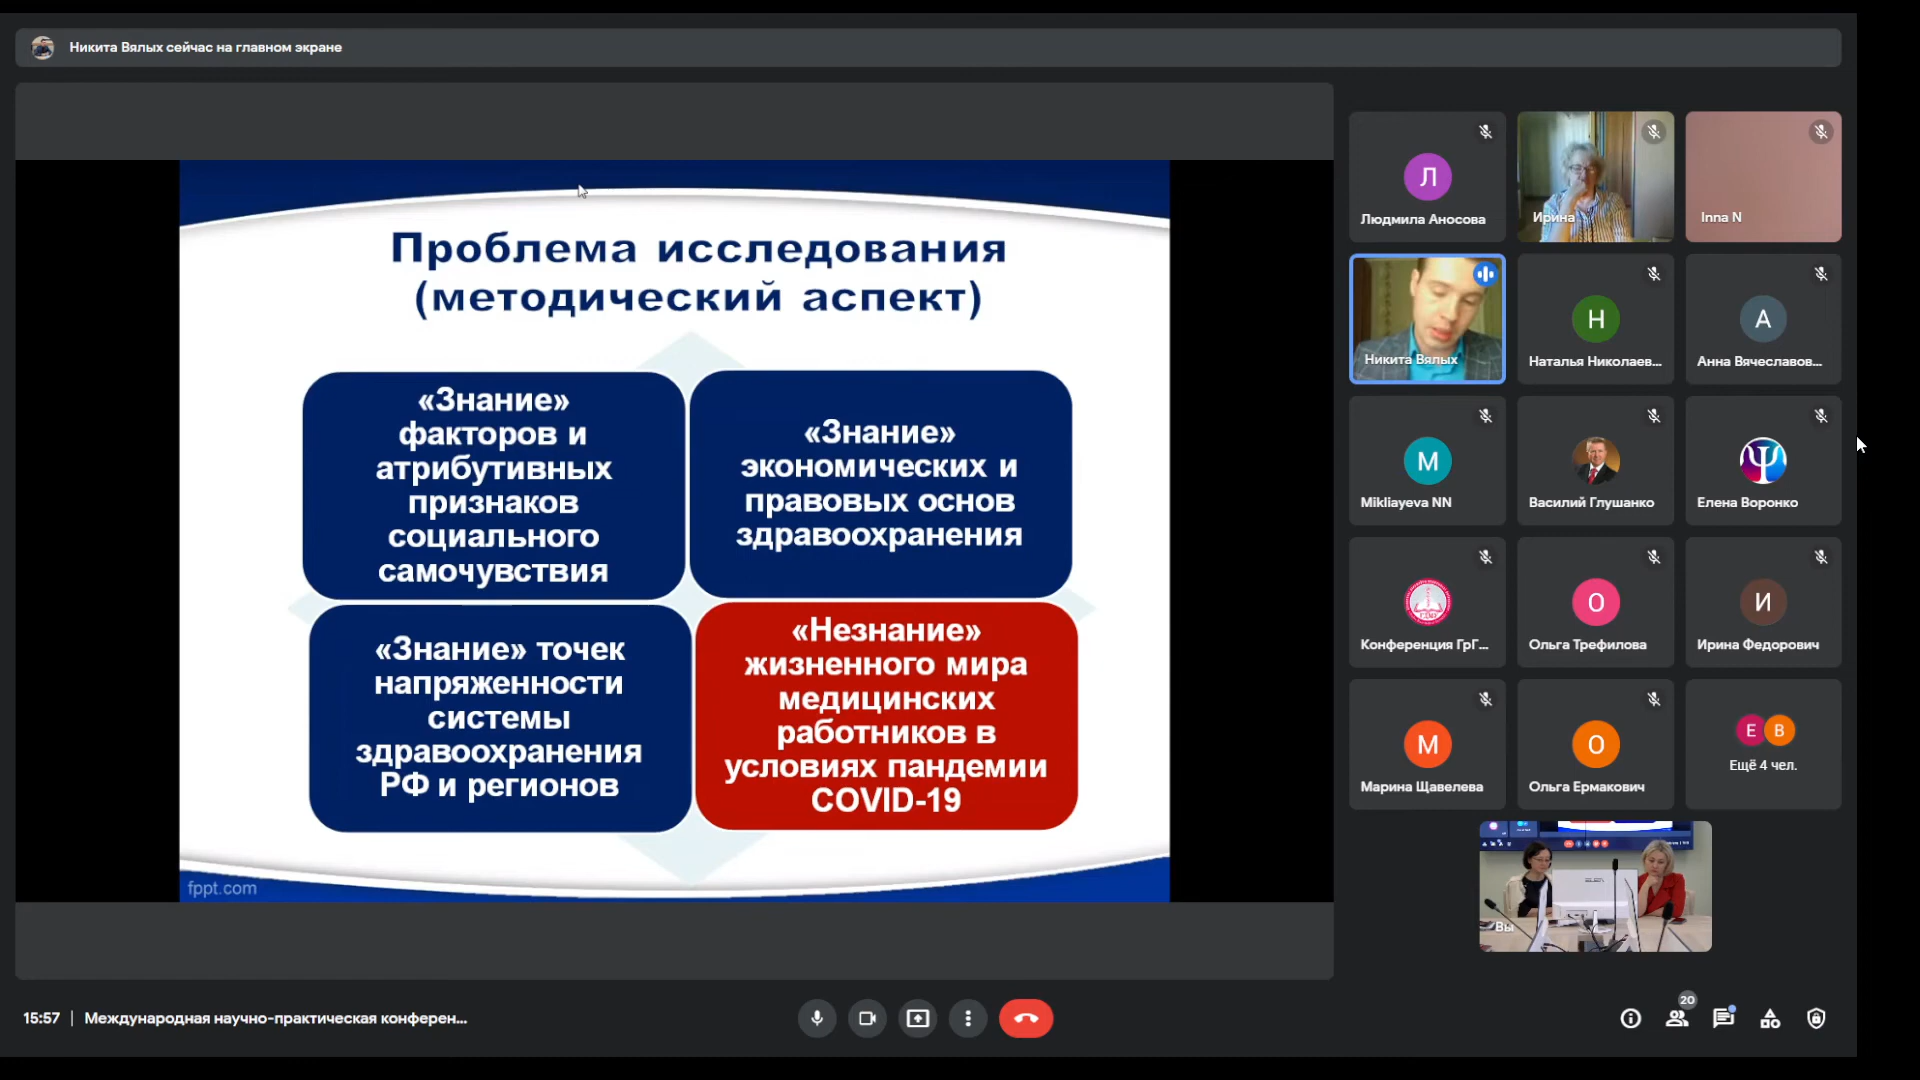 Никита Вялых сейчас на главном экране
Проблема исследования
(методический аспект)
«Знание»
факторов и
атрибутивных
признаков
социального
самочувствия
«Знание»
экономических и
правовых основ
здравоохранения
«Знание» точек
напряженности
системы
здравоохранения
РФ и регионов
«Незнание»
жизненного мира
медицинских
работников в
условиях пандемии
COVID-19
fppt.com
Л
Людмила Аносова
Ирина
Inna N
Никита Вялых
Н
Наталья Николаев...
А
Анна Вячеславов...
M
Mikliayeva NN
Василий Глушанко
Елена Воронко
Конференция ГрГ...
О
Ольга Трефилова
И
Ирина Федорович
М
Марина Щавелева
О
Ольга Ермакович
Е В
Ещё 4 чел.
Вы
15:57 | Международная научно-практическая конферен...
20